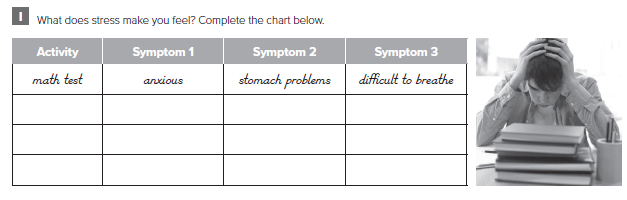 I What does stress make you feel? Complete the chart below.
Activity Symptom 1 Symptom 2 Symptom 3
math test anxious stomach problems difficult to breathe